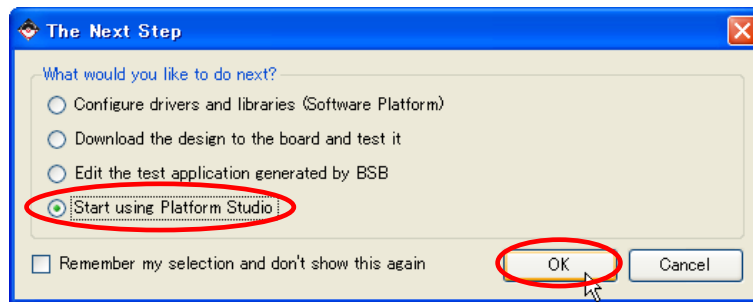 The Next Step
What would you like to do next?
Configure drivers and libraries (Software Platform)
Download the design to the board and test it
Edit the test application generated by BSB
Start using Platform Studio
Remember my selection and don't show this again
OK
Cancel